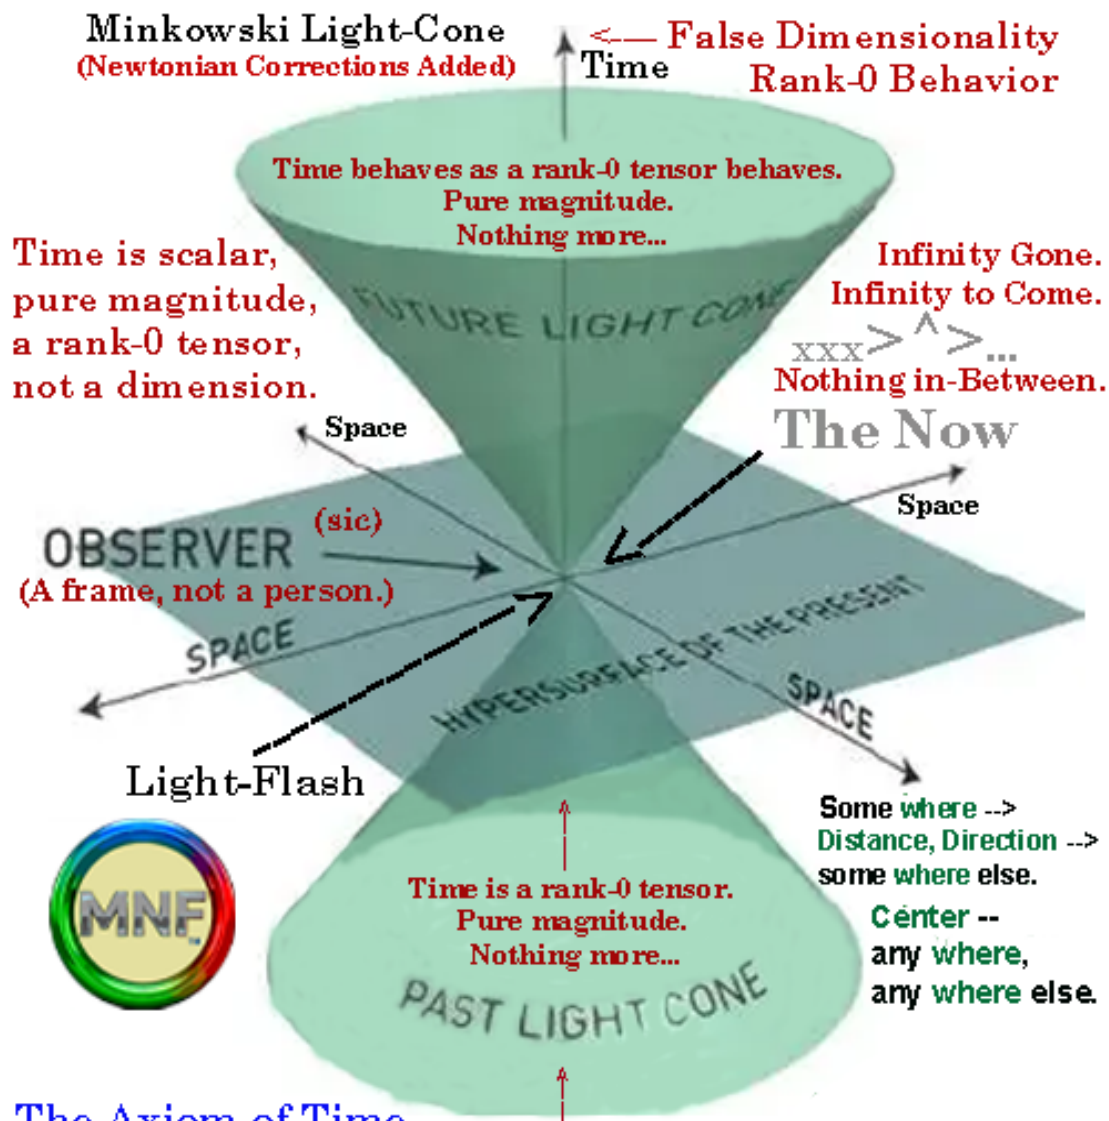 Minkowski Light-Cone
(Newtonian Corrections Added)
<— False Dimensionality
Rank-0 Behavior
Time
Time behaves as a rank-0 tensor behaves.
Pure magnitude.
Nothing more...
Time is scalar,
pure magnitude,
a rank-0 tensor,
not a dimension.
FUTURE LIGHT CONE
Infinity Gone.
Infinity to Come.
xxx> ^ >...
Nothing in-Between.
The Now
Space
Space
OBSERVER (sic)
(A frame, not a person.)
SPACE
HYPERSURFACE OF THE PRESENT
SPACE
Light-Flash
Some where -->
Distance, Direction -->
some where else.
Center --
any where,
any where else.
MNF
Time is a rank-0 tensor.
Pure magnitude.
Nothing more...
PAST LIGHT CONE
The Axiom of Time